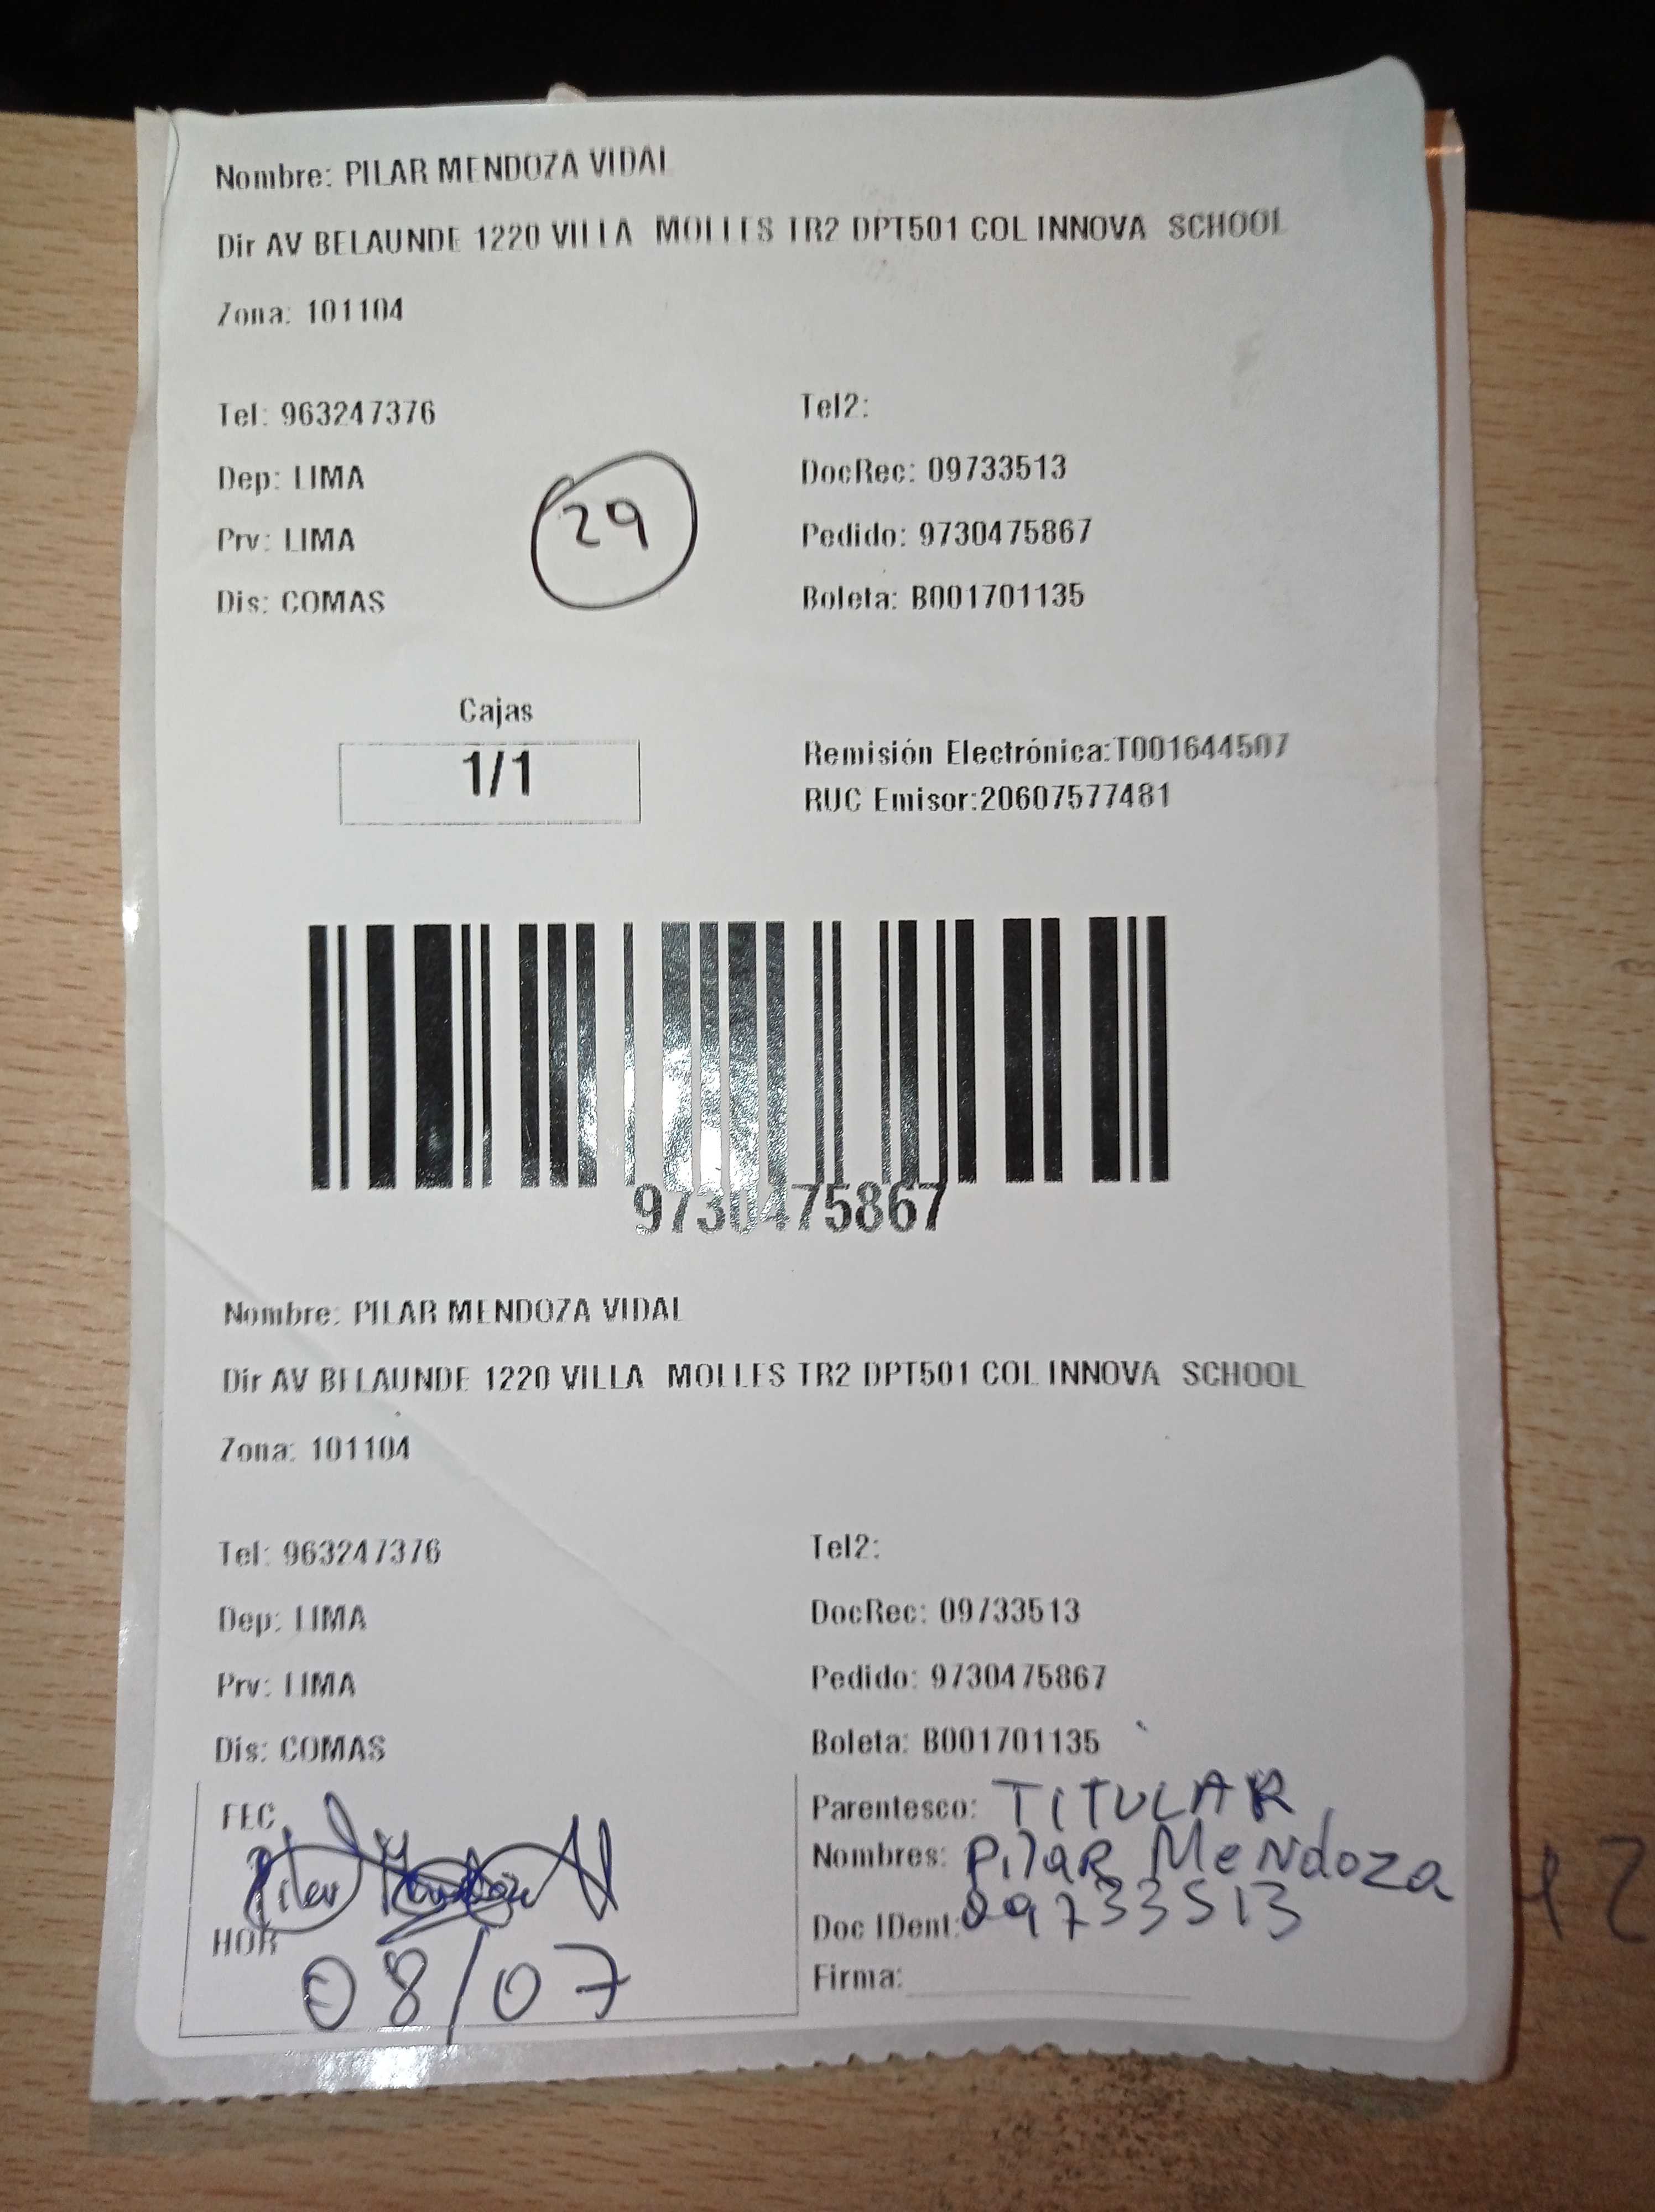 Nombre: PILAR MENDOZA VIDAL
Dir AV BELAUNDE 1220 VILLA MOLLES TR2 DPT501 COL INNOVA SCHOOL
Zona: 101104
Tel: 963247376 Tel2:
Dep: LIMA DocRec: 09733513
Prv: LIMA 29 Pedido: 9730475867
Dis: COMAS Boleta: B001701135
Cajas
1/1
Remisión Electrónica:T001644507
RUC Emisor:20607577481
9730475867
Nombre: PILAR MENDOZA VIDAL
Dir AV BELAUNDE 1220 VILLA MOLLES TR2 DPT501 COL INNOVA SCHOOL
Zona: 101104
Tel: 963247376 Tel2:
Dep: LIMA DocRec: 09733513
Prv: LIMA Pedido: 9730475867
Dis: COMAS Boleta: B001701135
FEC Parentesco: TITULAR
Pilar Nombres: Pilar Mendoza
HOR Doc IDent: 09733513
08/07 Firma: